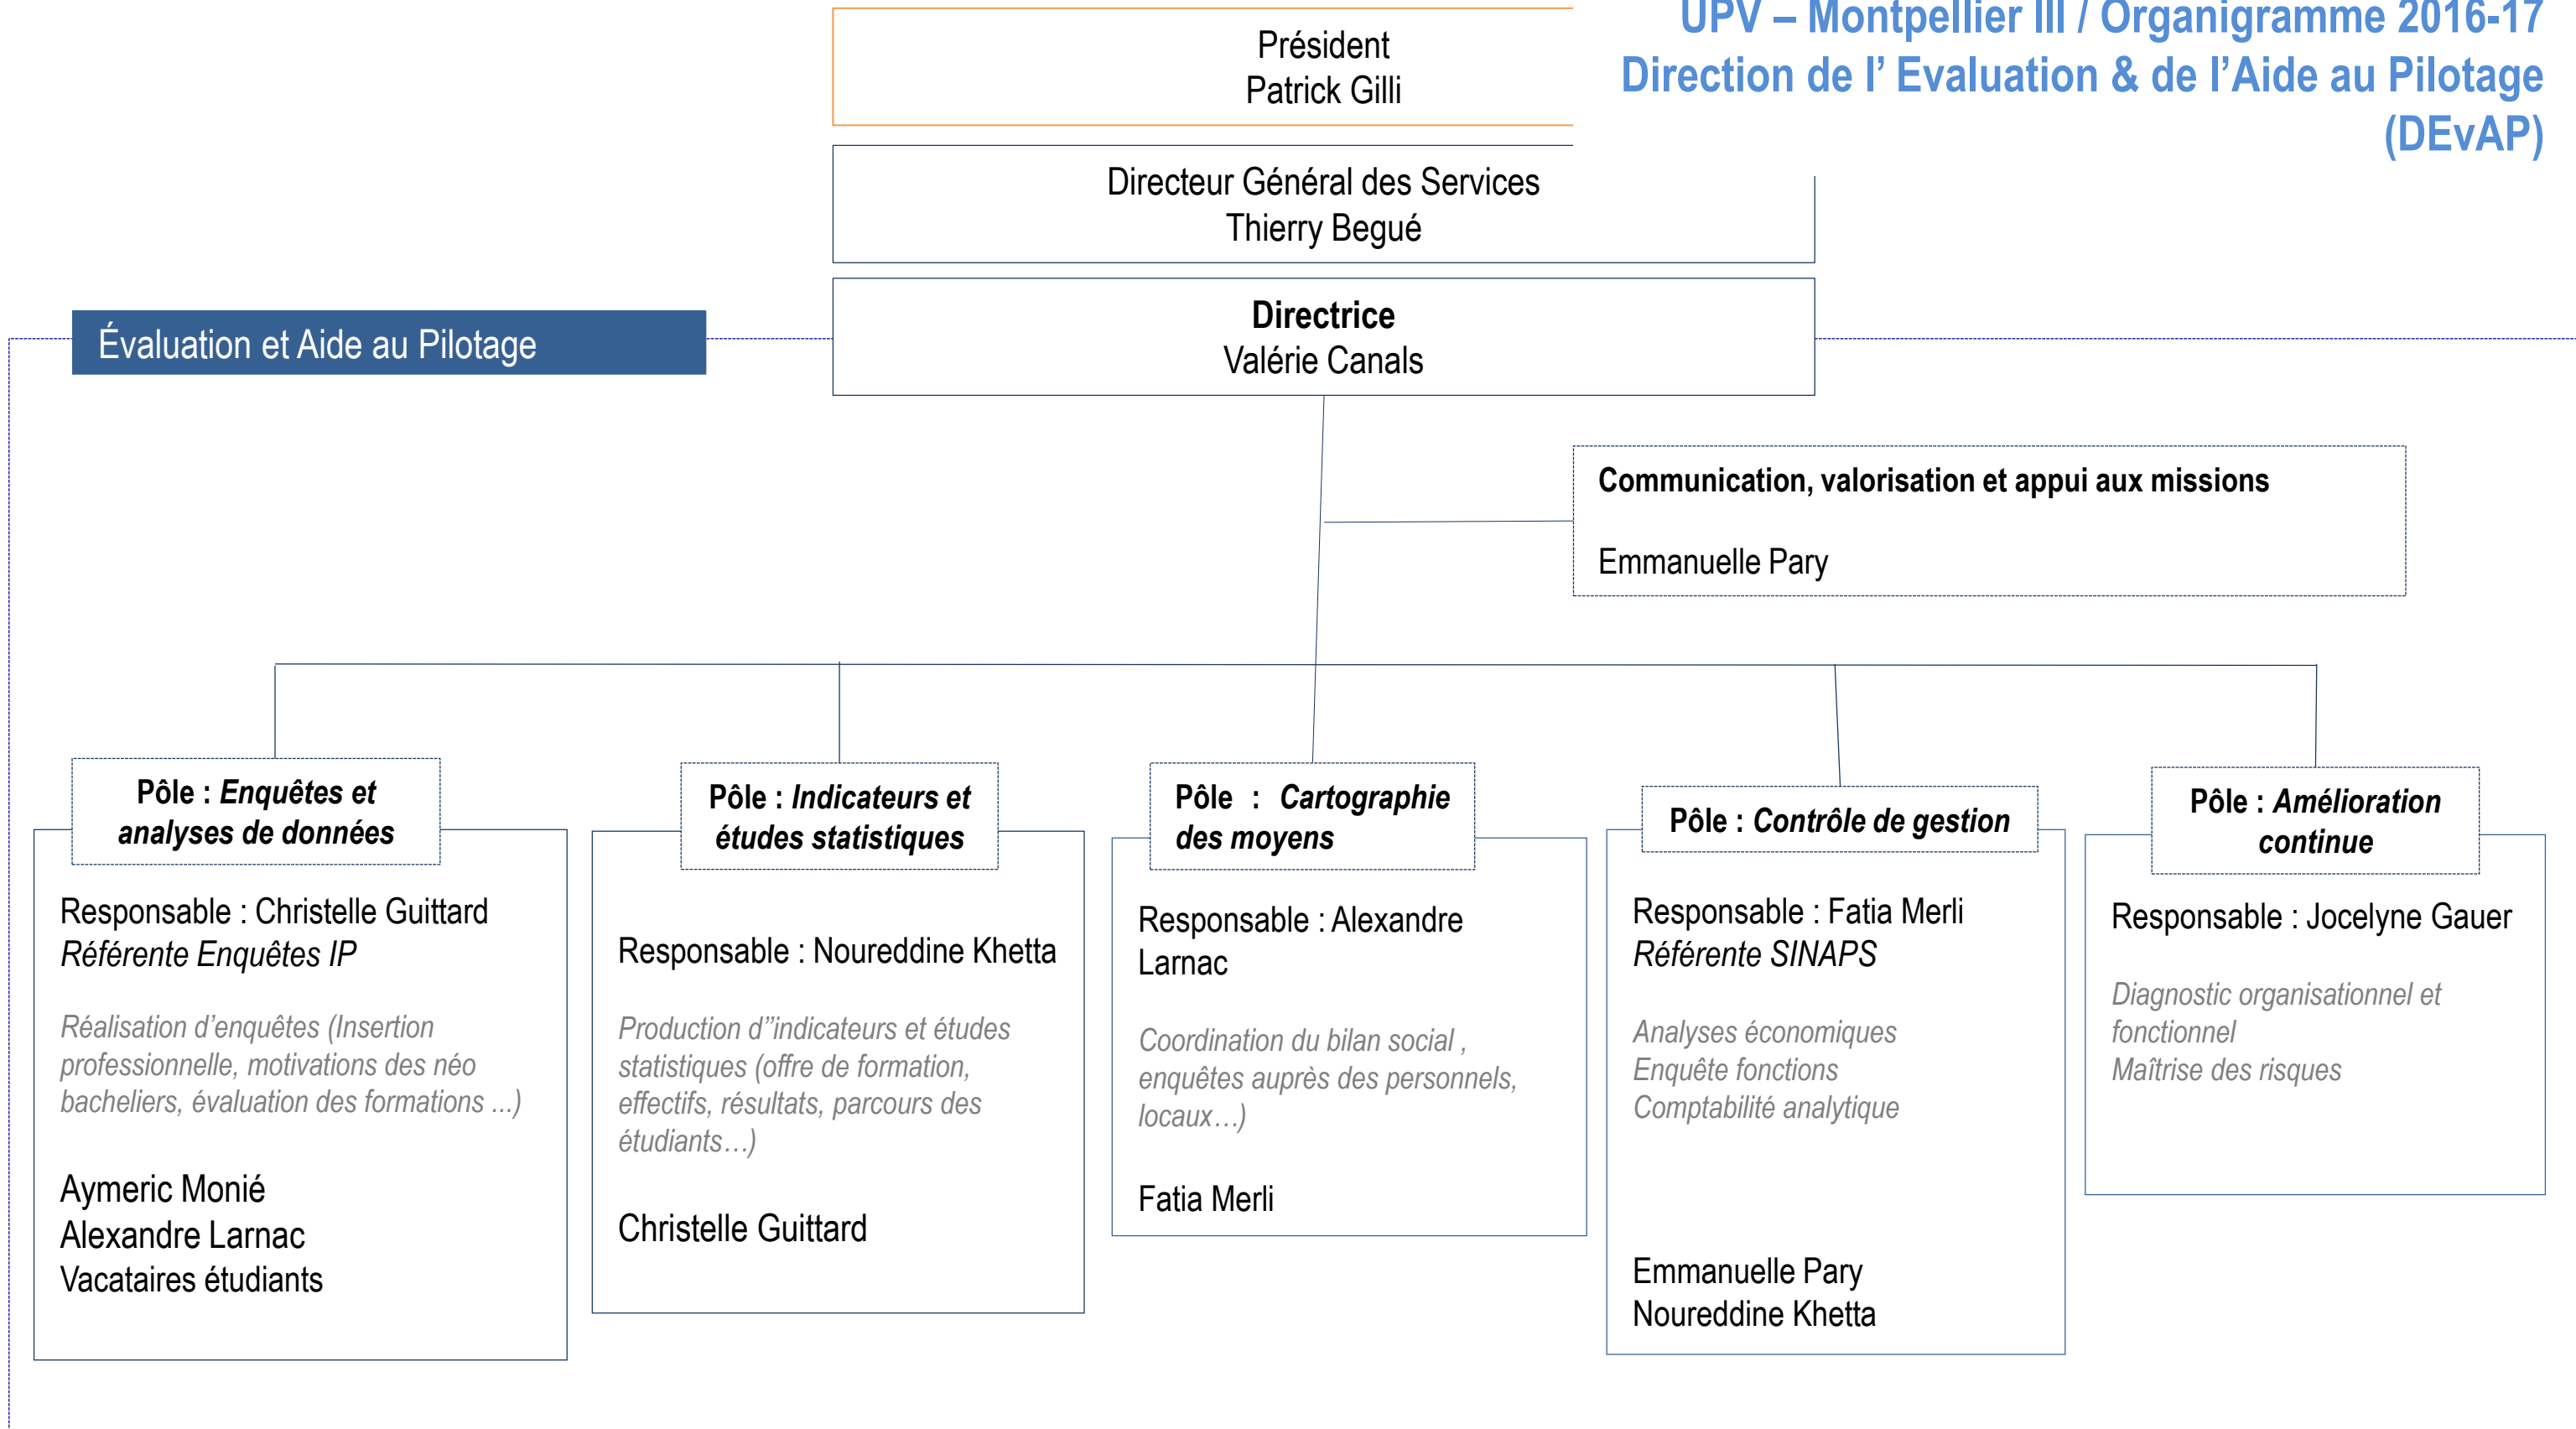 UPV – Montpellier III / Organigramme 2016-17
Direction de l’ Evaluation & de l’Aide au Pilotage
(DEvAP)
Président
Patrick Gilli
Directeur Général des Services
Thierry Begué
Directrice
Valérie Canals
Évaluation et Aide au Pilotage
Communication, valorisation et appui aux missions
Emmanuelle Pary
Pôle : Enquêtes et
analyses de données
Responsable : Christelle Guittard
Référente Enquêtes IP
Réalisation d’enquêtes (Insertion
professionnelle, motivations des néo
bacheliers, évaluation des formations ...)
Aymeric Monié
Alexandre Larnac
Vacataires étudiants
Pôle : Indicateurs et
études statistiques
Responsable : Noureddine Khetta
Production d’’indicateurs et études
statistiques (offre de formation,
effectifs, résultats, parcours des
étudiants…)
Christelle Guittard
Pôle : Cartographie
des moyens
Responsable : Alexandre
Larnac
Coordination du bilan social ,
enquêtes auprès des personnels,
locaux…)
Fatia Merli
Pôle : Contrôle de gestion
Responsable : Fatia Merli
Référente SINAPS
Analyses économiques
Enquête fonctions
Comptabilité analytique
Emmanuelle Pary
Noureddine Khetta
Pôle : Amélioration
continue
Responsable : Jocelyne Gauer
Diagnostic organisationnel et
fonctionnel
Maîtrise des risques